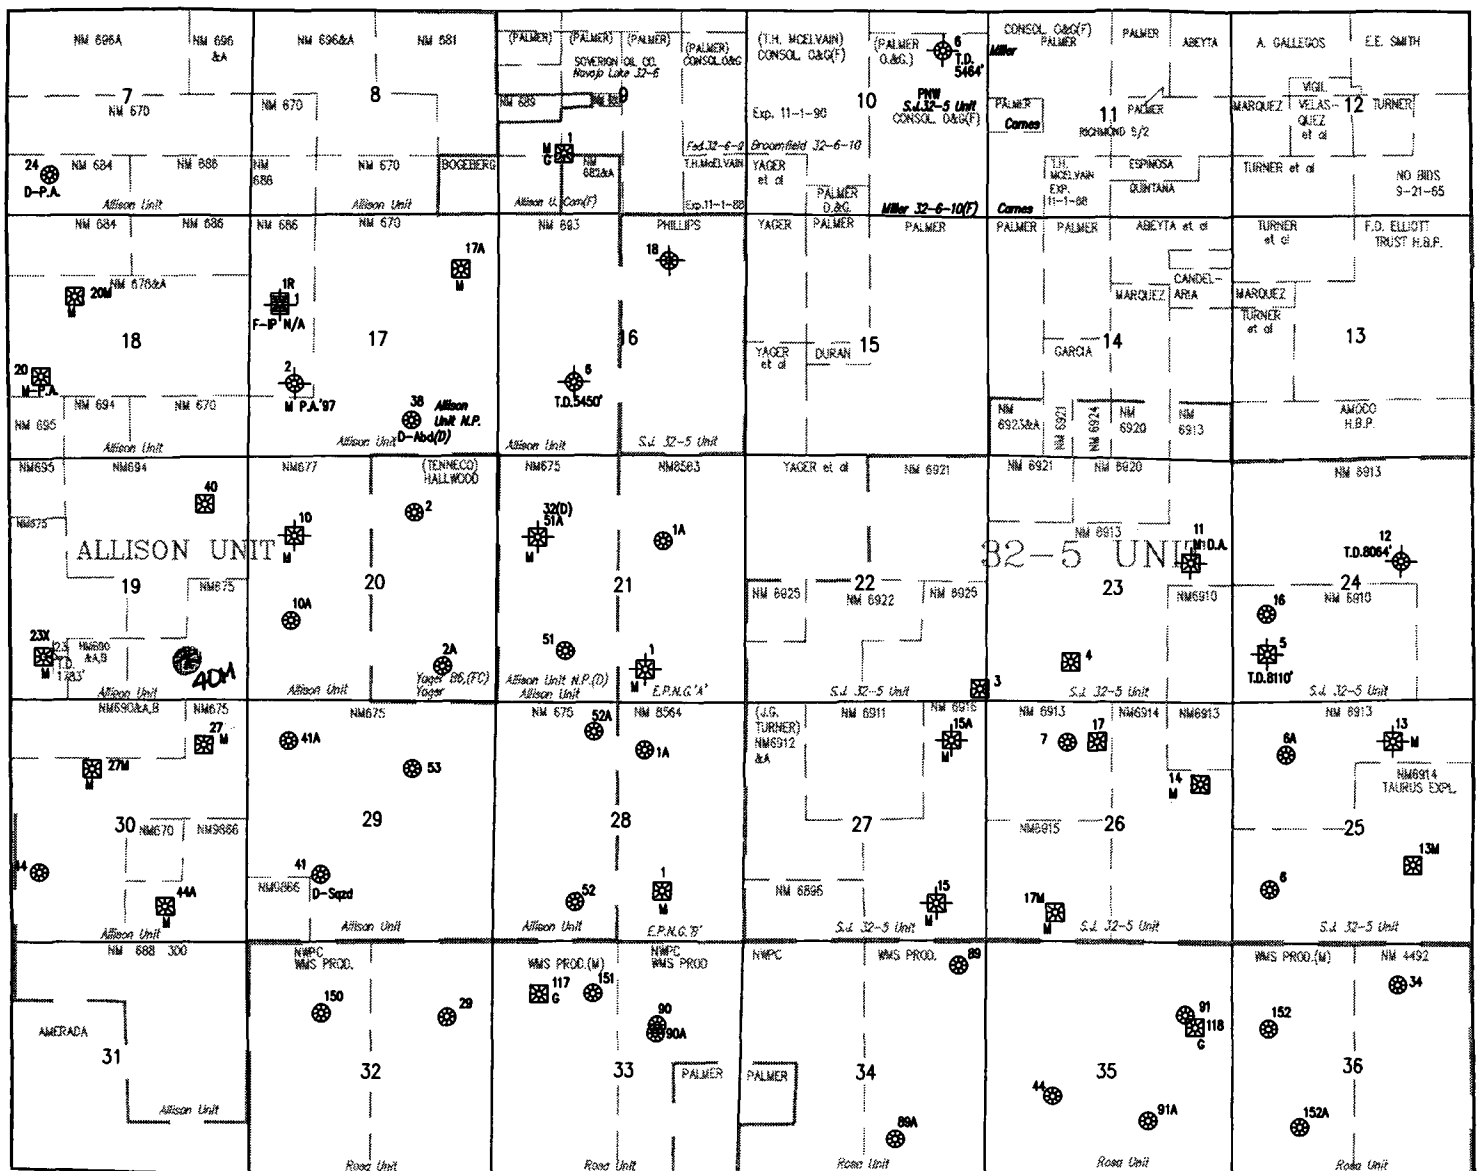 NM 696A
NM 696
&A
7
NM 670
24
NM 684
NM 686
D-P.A.
Allison Unit
NM 696&A
NM 681
8
NM 670
NM
686
NM 670
BOGEBERG
Allison Unit
(PALMER)
(PALMER)
(PALMER)
(PALMER)
CONSOL.O&G
Navajo Lake 32-6
NM 689
9
1
M
G
NM
682&A
T.H.McELVAIN
Allison U. Com(F)
Exp.11-1-88
(T.H. MCELVAIN)
CONSOL. O&G(F)
(PALMER
O.&G.)
6
T.D.
5464'
10
PNW
S.J.32-5 Unit
CONSOL. O&G(F)
Exp. 11-1-90
Broomfield 32-6-10
YAGER
et al
PALMER
O.&G.
Miller 32-6-10(F)
CONSOL O&G(F)
PALMER
PALMER
ABEYTA
Miller
PALMER
Carnes
11
PALMER
RICHMOND S/2
T.H.
MCELVAIN
EXP.
11-1-88
ESPINOSA
QUINTANA
Carnes
A. GALLEGOS
E.E. SMITH
VIGIL
MARQUEZ
VELAS-
QUEZ
et al
12
TURNER
TURNER et al
NO BIDS
9-21-65
NM 684
NM 686
NM 678&A
20M
M
18
20
M-P.A.
NM 694
NM 670
NM 695
Allison Unit
NM 686
NM 670
17A
M
1R
1
F-IP N/A
17
2
M P.A.'97
38
Allison
Unit N.P.
D-Abd(D)
Allison Unit
NM 693
PHILLIPS
18
16
6
T.D.5450'
Allison Unit
S.J. 32-5 Unit
YAGER
PALMER
PALMER
15
YAGER
et al
DURAN
PALMER
PALMER
ABEYTA et al
CANDEL-
ARIA
MARQUEZ
14
GARCIA
NM
6923&A
NM 6921
NM 6924
NM
6920
NM
6913
TURNER
et al
F.D. ELLIOTT
TRUST H.B.P.
MARQUEZ
TURNER
et al
13
AMOCO
H.B.P.
NM695
NM694
40
NM675
ALLISON UNIT
19
NM675
23X
23
T.D.
1783'
M
NM690
&A,B
40M
Allison Unit
NM677
(TENNECO)
HALLWOOD
2
10
M
20
10A
2A
Yager 86,(FC)
Yager
Allison Unit
NM675
NM8563
32(D)
51A
M
1A
21
51
1
M
Allison Unit N.P.(D)
Allison Unit
E.P.N.G.'A'
YAGER et al
NM 6921
22
NM 6925
NM 6922
NM 6925
3
S.J. 32-5 Unit
NM 6921
NM 6920
NM 6913
32-5 UNIT
11
M D.A.
23
NM6910
4
S.J. 32-5 Unit
NM 6913
12
T.D.8064'
24
NM 6910
16
5
T.D.8110'
S.J. 32-5 Unit
NM690&A,B
NM675
27
M
27M
M
30
NM670
NM9866
44
44A
M
Allison Unit
NM675
41A
53
29
41
D-Sqzd
NM9866
Allison Unit
NM 675
NM 8564
52A
1A
28
52
1
M
Allison Unit
E.P.N.G.'B'
(J.G.
TURNER)
NM6912
&A
NM 6911
NM 6916
15A
M
27
NM 6896
15
M
S.J. 32-5 Unit
NM 6913
NM6914
NM6913
7
17
14
M
NM6915
26
17M
M
S.J. 32-5 Unit
NM 6913
6A
13
M
NM6914
TAURUS EXPL.
25
13M
6
S.J. 32-5 Unit
NM 688
300
AMERADA
31
Allison Unit
NWPC
WMS PROD.
150
29
32
Rosa Unit
WMS PROD.(M)
NWPC
WMS PROD
117
G
151
90
90A
33
PALMER
Rosa Unit
NWPC
WMS PROD.
89
PALMER
34
89A
Rosa Unit
91
118
G
35
44
91A
Rosa Unit
WMS PROD.(M)
NM 4492
34
152
36
152A
Rosa Unit